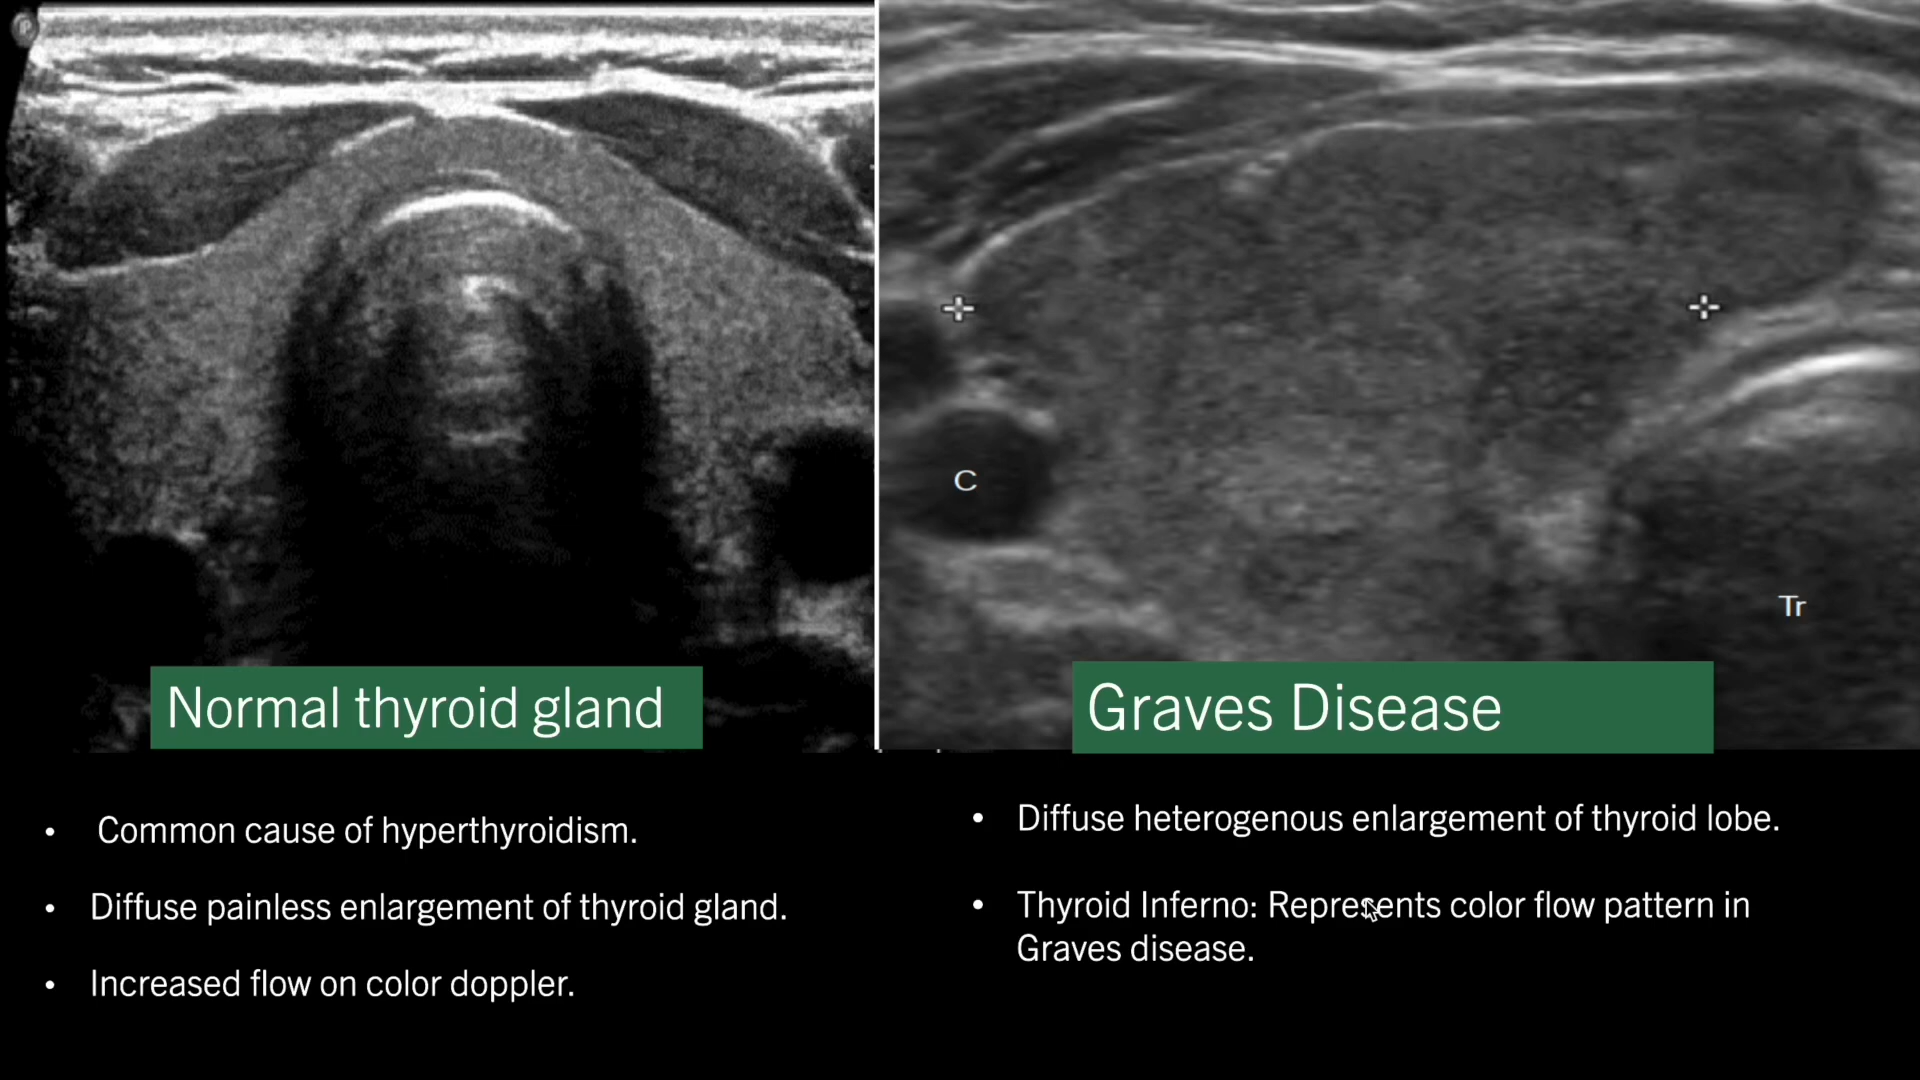 C
Tr
Normal thyroid gland
Graves Disease
• Common cause of hyperthyroidism.
• Diffuse painless enlargement of thyroid gland.
• Increased flow on color doppler.
• Diffuse heterogenous enlargement of thyroid lobe.
• Thyroid Inferno: Represents color flow pattern in
Graves disease.